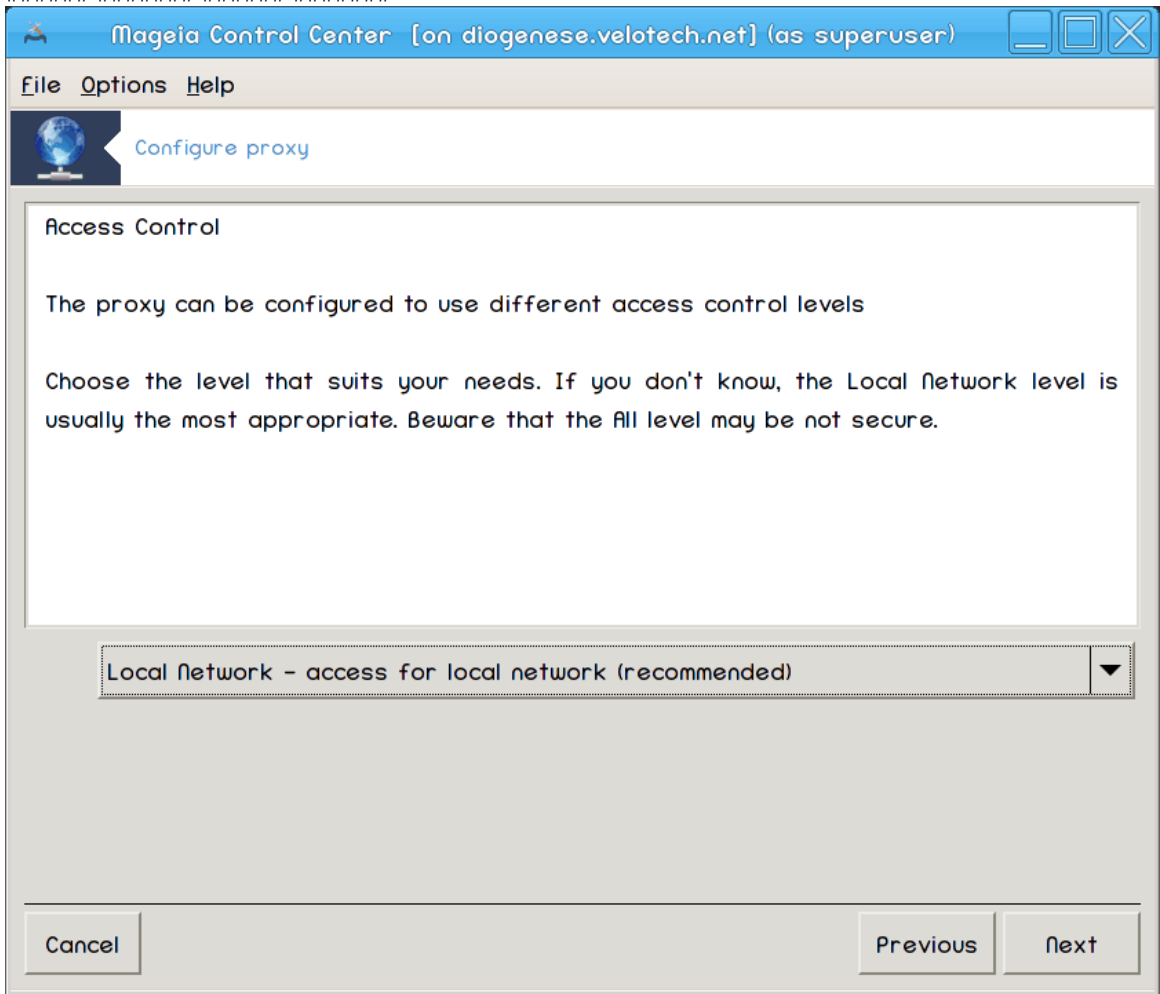 Mageia Control Center [on diogenese.velotech.net] (as superuser)
File Options Help
Configure proxy
Access Control
The proxy can be configured to use different access control levels
Choose the level that suits your needs. If you don't know, the Local Network level is
usually the most appropriate. Beware that the All level may be not secure.
Local Network - access for local network (recommended)
Cancel Previous Next